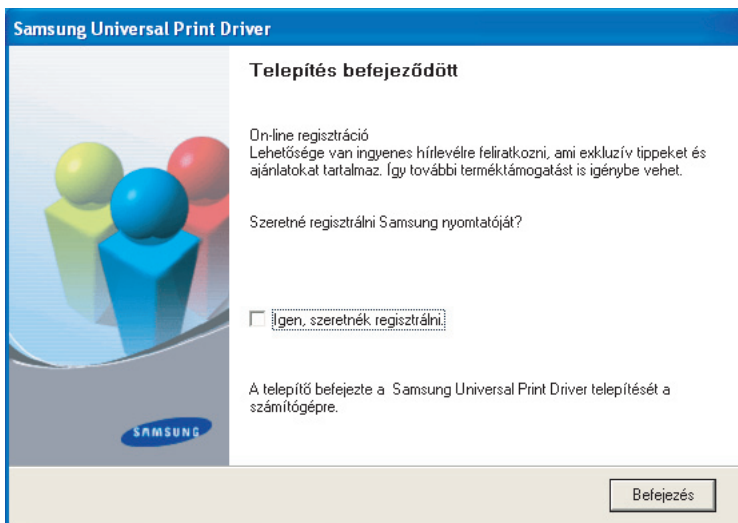 Samsung Universal Print Driver
Telepítés befejeződött
On-line regisztráció
Lehetősége van ingyenes hírlevélre feliratkozni, ami exkluzív tippeket és
ajánlatokat tartalmaz. Így további terméktámogatást is igénybe vehet.
Szeretné regisztrálni Samsung nyomtatóját?
Igen, szeretnék regisztrálni.
A telepítő befejezte a Samsung Universal Print Driver telepítését a
számítógépre.
SAMSUNG
Befejezés